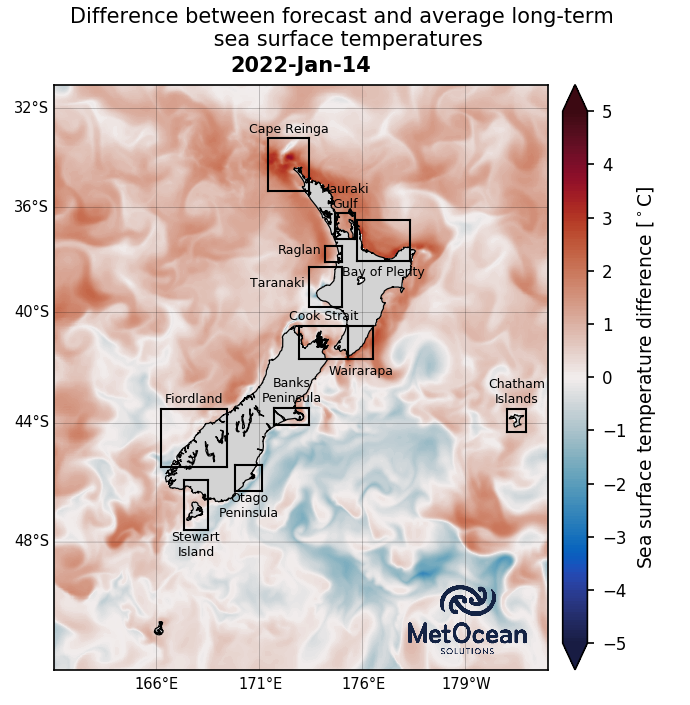 Difference between forecast and average long-term
sea surface temperatures
2022-Jan-14
32°S
36°S
40°S
44°S
48°S
Cape Reinga
Hauraki
Gulf
Raglan
Bay of Plenty
Taranaki
Cook Strait
Wairarapa
Banks
Peninsula
Fiordland
Chatham
Islands
Otago
Peninsula
Stewart
Island
MetOcean
SOLUTIONS
166°E
171°E
176°E
179°W
5
4
3
2
1
0
−1
−2
−3
−4
−5
Sea surface temperature difference [°C]